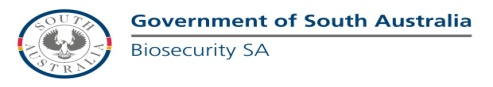 SOUTH
AUSTRALIA
Government of South Australia
Biosecurity SA